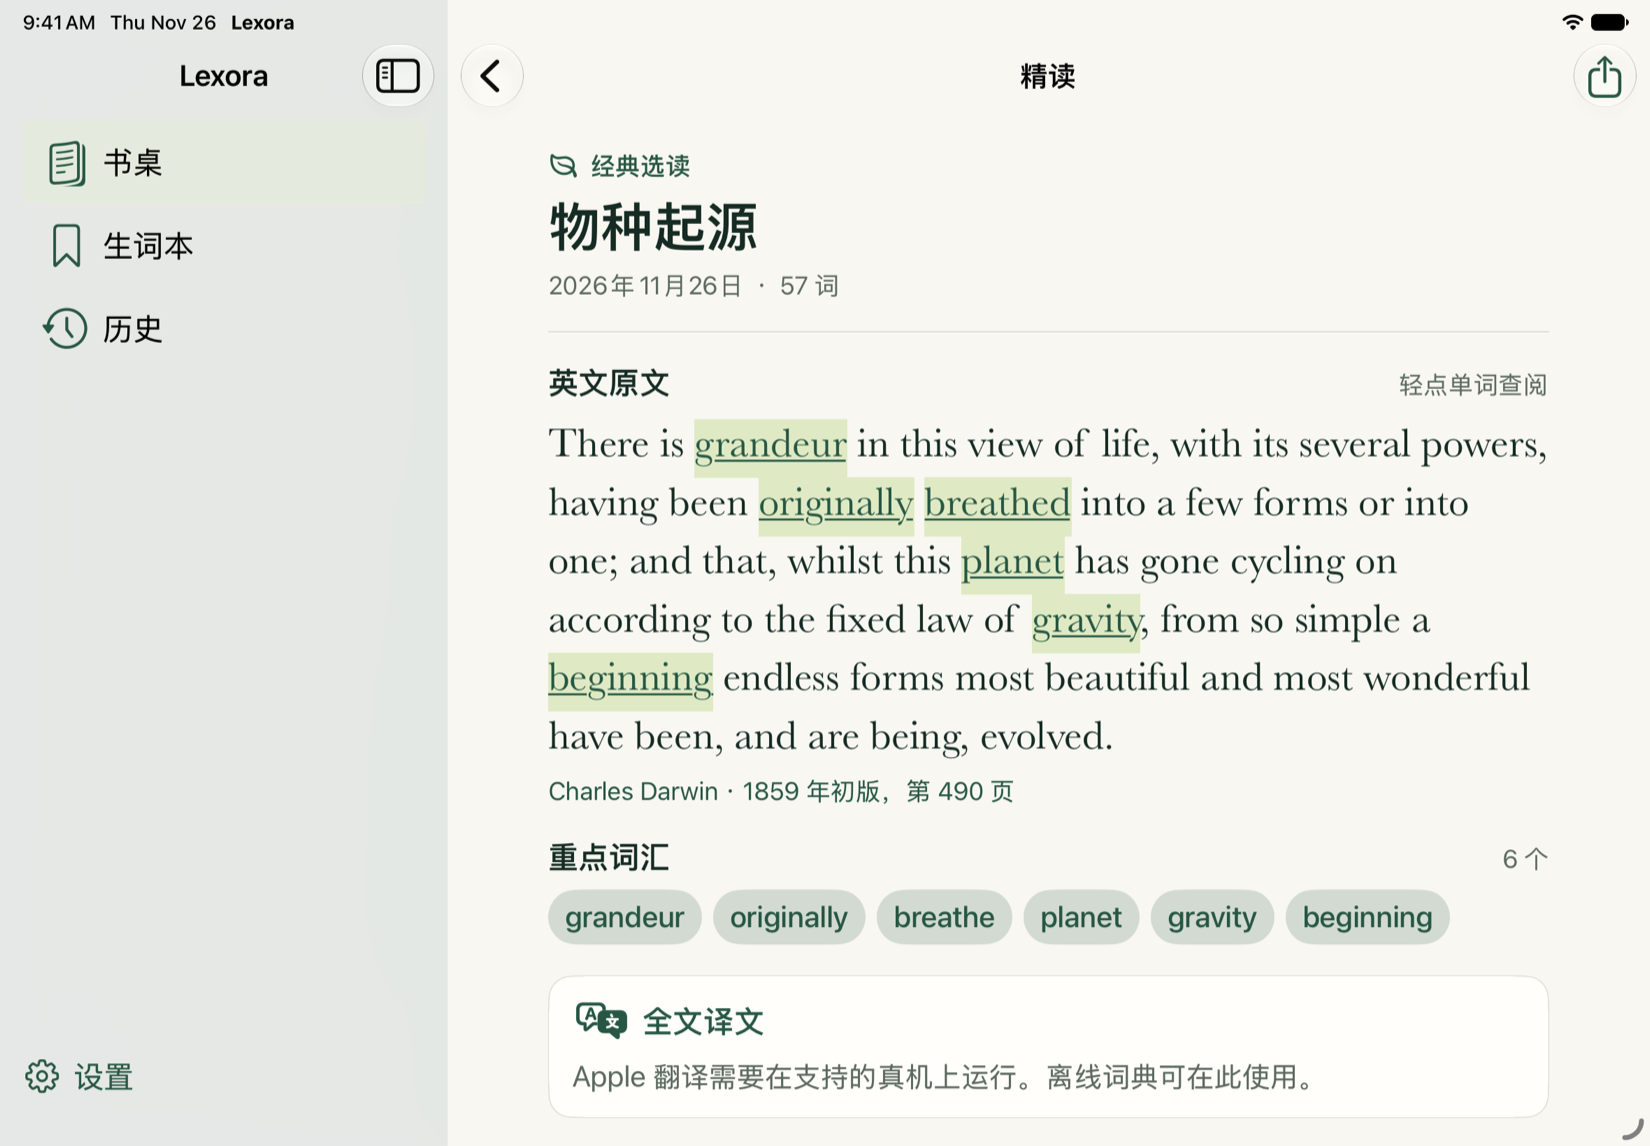 9:41 AM Thu Nov 26 Lexora
Lexora
书桌
生词本
历史
设置
精读
经典选读
物种起源
2026年11月26日 · 57 词
英文原文
轻点单词查阅
There is grandeur in this view of life, with its several powers,
having been originally breathed into a few forms or into
one; and that, whilst this planet has gone cycling on
according to the fixed law of gravity, from so simple a
beginning endless forms most beautiful and most wonderful
have been, and are being, evolved.
Charles Darwin · 1859 年初版，第 490 页
重点词汇
6 个
grandeur originally breathe planet gravity beginning
A文 全文译文
Apple 翻译需要在支持的真机上运行。离线词典可在此使用。